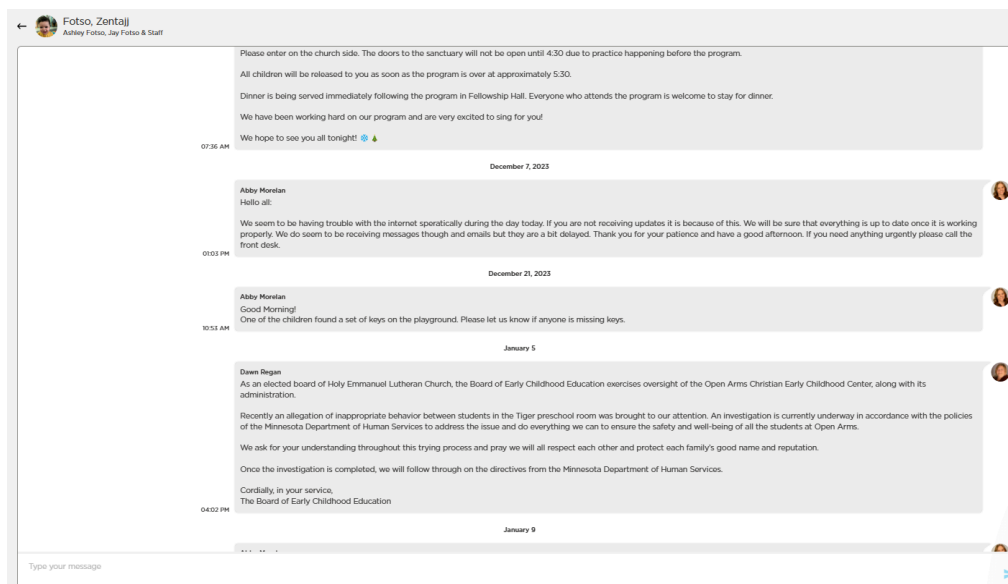 Fotso, Zentajj
Ashley Fotso, Jay Fotso & Staff
Please enter on the church side. The doors to the sanctuary will not be open until 4:30 due to practice happening before the program.
All children will be released to you as soon as the program is over at approximately 5:30.
Dinner is being served immediately following the program in Fellowship Hall. Everyone who attends the program is welcome to stay for dinner.
We have been working hard on our program and are very excited to sing for you!
We hope to see you all tonight! ❄️ 🎄
07:36 AM
December 7, 2023
Abby Morelan
Hello all:
We seem to be having trouble with the internet speratically during the day today. If you are not receiving updates it is because of this. We will be sure that everything is up to date once it is working
properly. We do seem to be receiving messages though and emails but they are a bit delayed. Thank you for your patience and have a good afternoon. If you need anything urgently please call the
front desk.
01:03 PM
December 21, 2023
Abby Morelan
Good Morning!
One of the children found a set of keys on the playground. Please let us know if anyone is missing keys.
10:53 AM
January 5
Dawn Regan
As an elected board of Holy Emmanuel Lutheran Church, the Board of Early Childhood Education exercises oversight of the Open Arms Christian Early Childhood Center, along with its
administration.
Recently an allegation of inappropriate behavior between students in the Tiger preschool room was brought to our attention. An investigation is currently underway in accordance with the policies
of the Minnesota Department of Human Services to address the issue and do everything we can to ensure the safety and well-being of all the students at Open Arms.
We ask for your understanding throughout this trying process and pray we will all respect each other and protect each family's good name and reputation.
Once the investigation is completed, we will follow through on the directives from the Minnesota Department of Human Services.
Cordially, in your service,
The Board of Early Childhood Education
04:02 PM
January 9
Type your message